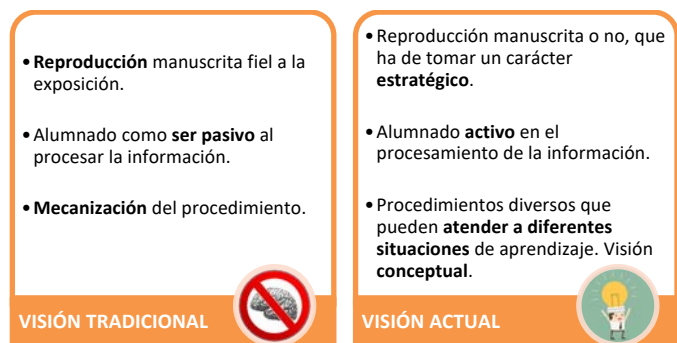 • Reproducción manuscrita fiel a la
exposición.
• Alumnado como ser pasivo al
procesar la información.
• Mecanización del procedimiento.
VISIÓN TRADICIONAL
• Reproducción manuscrita o no, que
ha de tomar un carácter
estratégico.
• Alumnado activo en el
procesamiento de la información.
• Procedimientos diversos que
pueden atender a diferentes
situaciones de aprendizaje. Visión
conceptual.
VISIÓN ACTUAL